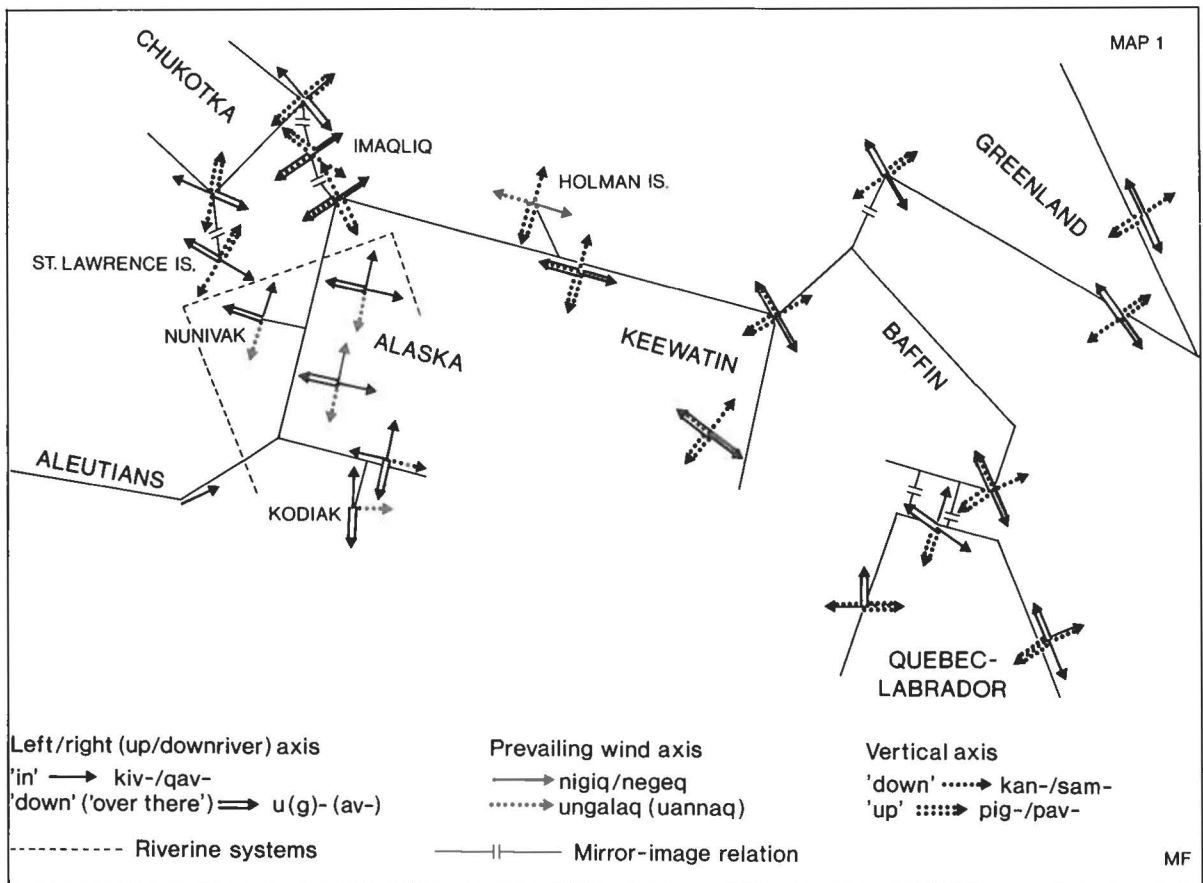 MAP 1
CHUKOTKA
IMAQLIQ
HOLMAN IS.
GREENLAND
ST. LAWRENCE IS.
NUNIVAK
ALASKA
KEEWATIN
BAFFIN
ALEUTIANS
KODIAK
QUEBEC-
LABRADOR
Left/right (up/downriver) axis
'in' kiv-/qav-
'down' ('over there') u(g)- (av-)
Riverine systems
Prevailing wind axis
nigiq/negeq
ungalaq (uannaq)
Mirror-image relation
Vertical axis
'down' kan-/sam-
'up' pig-/pav-
MF